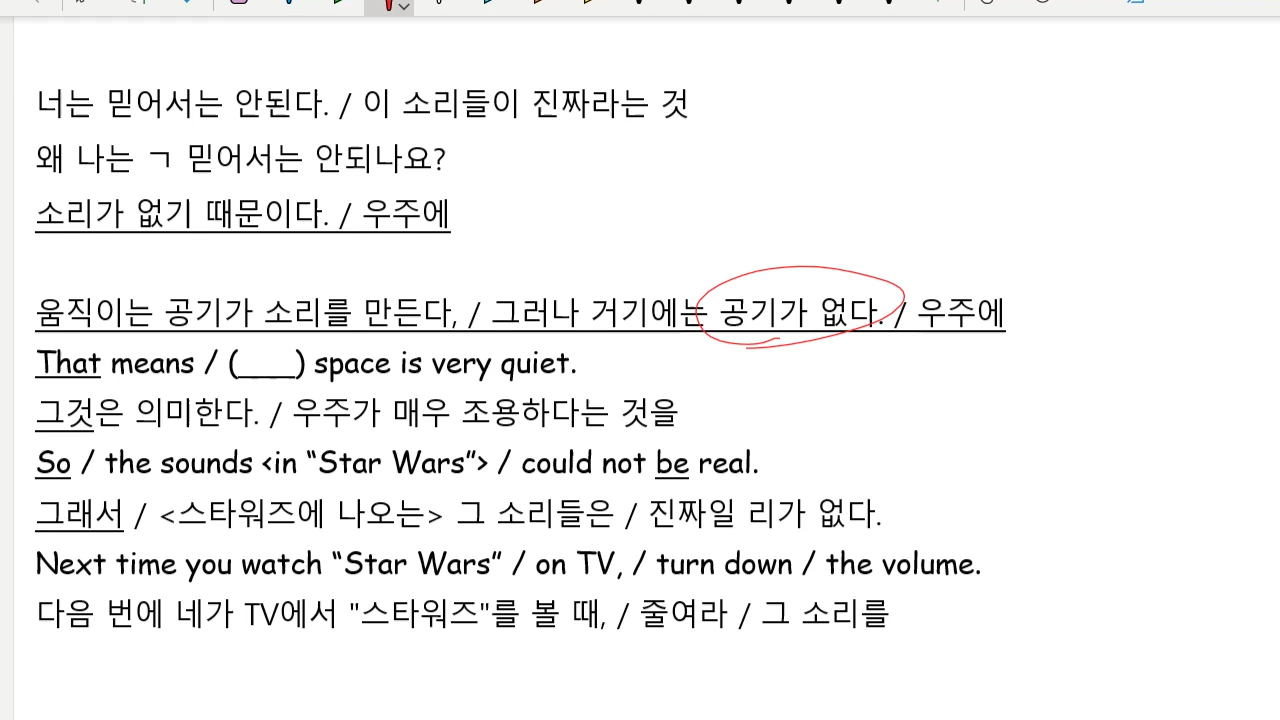 너는 믿어서는 안된다. / 이 소리들이 진짜라는 것
왜 나는 ㄱ 믿어서는 안되나요?
소리가 없기 때문이다. / 우주에
움직이는 공기가 소리를 만든다, / 그러나 거기에는 공기가 없다. / 우주에
That means / (____) space is very quiet.
그것은 의미한다. / 우주가 매우 조용하다는 것을
So / the sounds <in “Star Wars”> / could not be real.
그래서 / <스타워즈에 나오는> 그 소리들은 / 진짜일 리가 없다.
Next time you watch “Star Wars” / on TV, / turn down / the volume.
다음 번에 네가 TV에서 "스타워즈"를 볼 때, / 줄여라 / 그 소리를